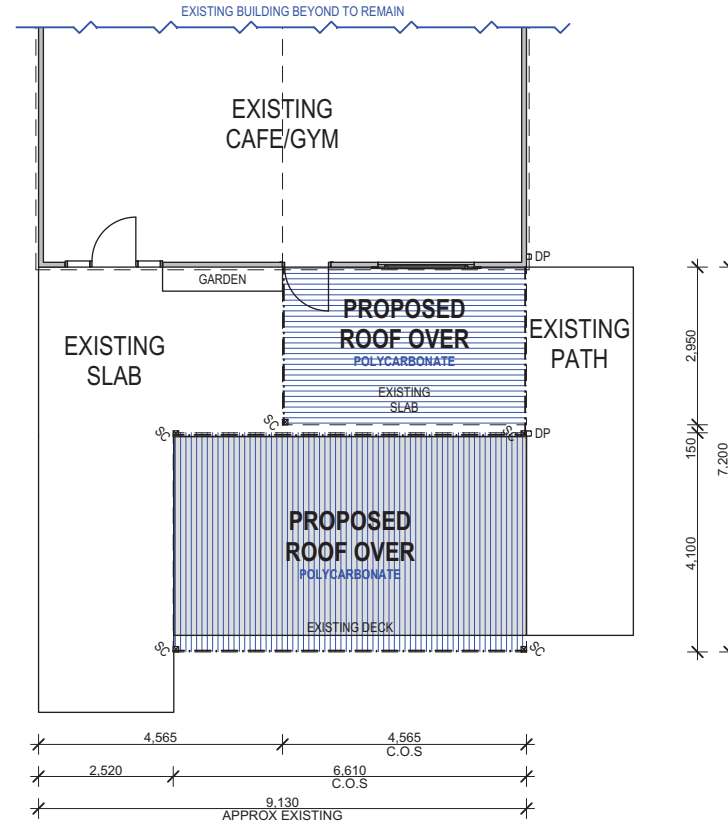 EXISTING BUILDING BEYOND TO REMAIN
EXISTING
CAFE/GYM
DP
GARDEN
PROPOSED
ROOF OVER
POLYCARBONATE
EXISTING
SLAB
EXISTING
PATH
EXISTING
SLAB
SC
SC
SC
DP
PROPOSED
ROOF OVER
POLYCARBONATE
EXISTING DECK
SC
SC
2,950
150
7,200
4,100
4,565
4,565
C.O.S
2,520
6,610
C.O.S
9,130
APPROX EXISTING